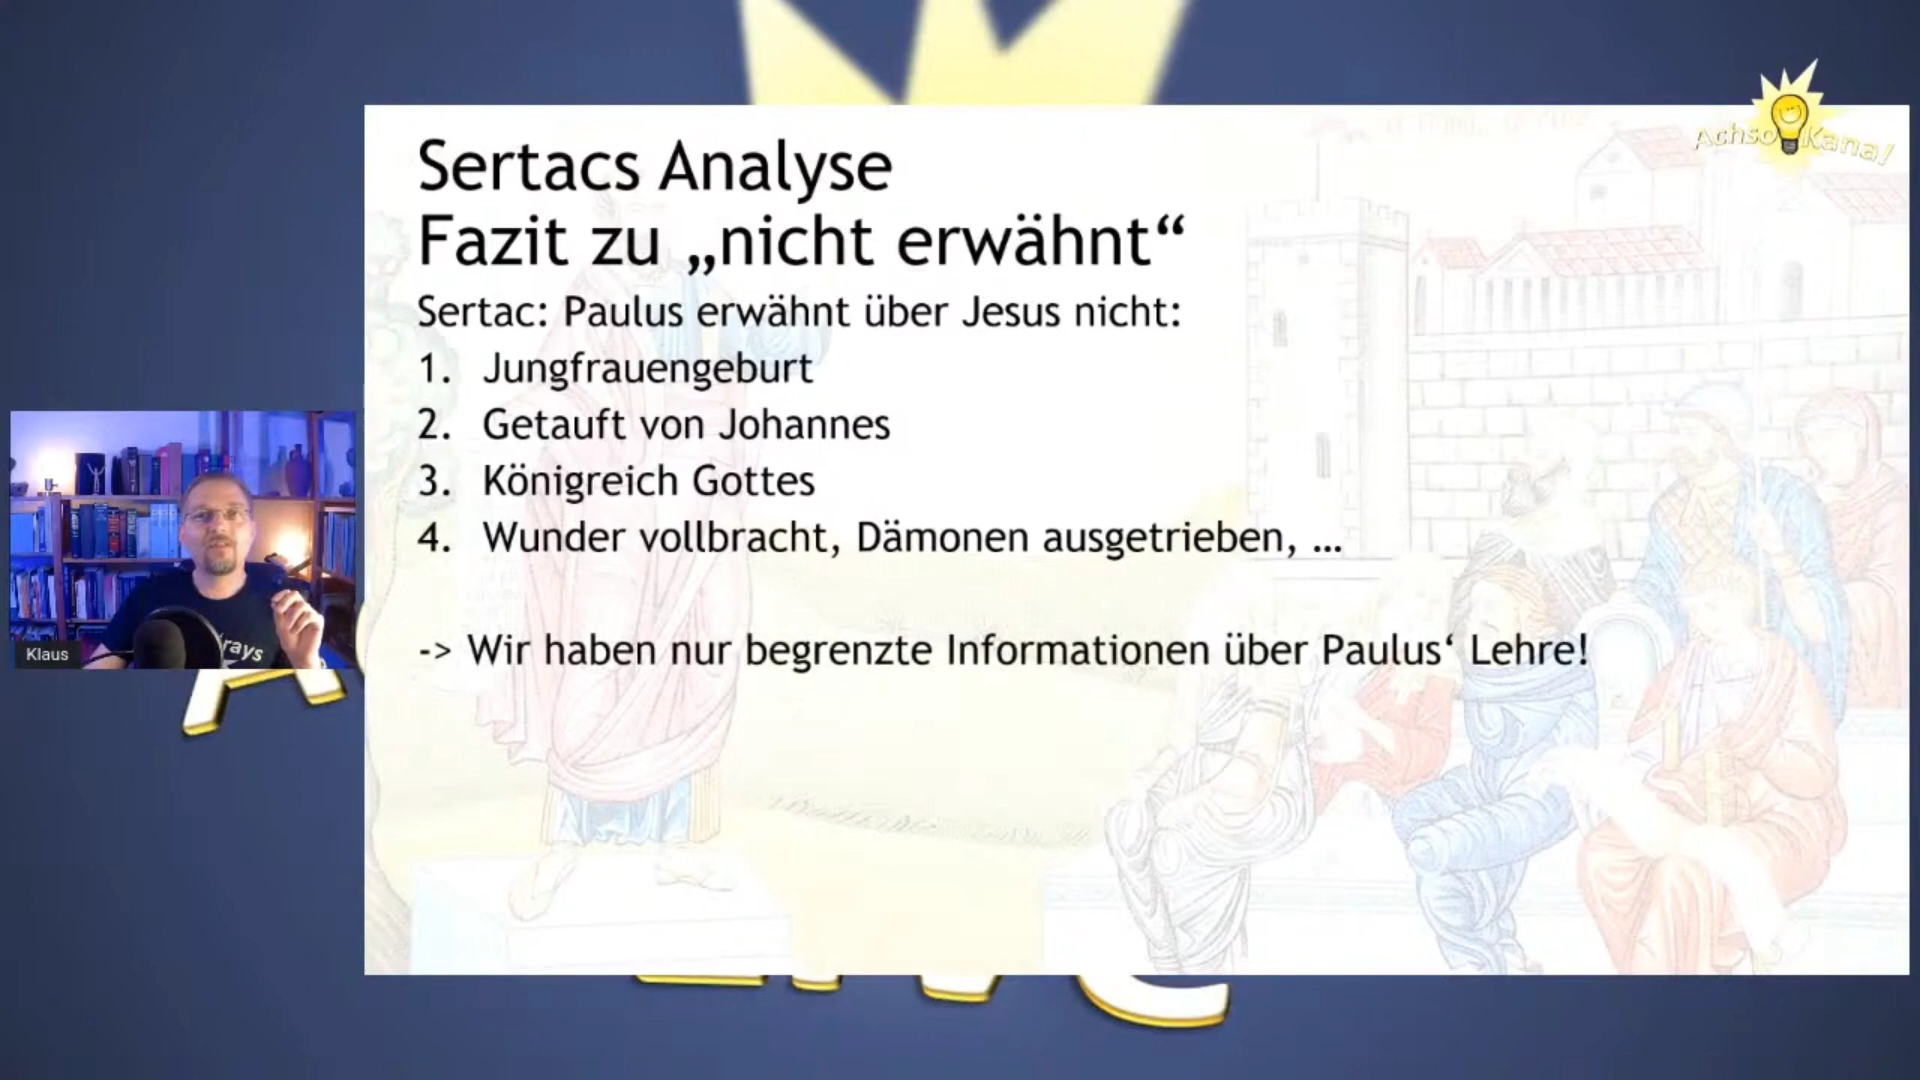 Achso Kanal
Sertacs Analyse
Fazit zu „nicht erwähnt“
Sertac: Paulus erwähnt über Jesus nicht:
1. Jungfrauengeburt
2. Getauft von Johannes
3. Königreich Gottes
4. Wunder vollbracht, Dämonen ausgetrieben, ...
-> Wir haben nur begrenzte Informationen über Paulus‘ Lehre!
rays
Klaus